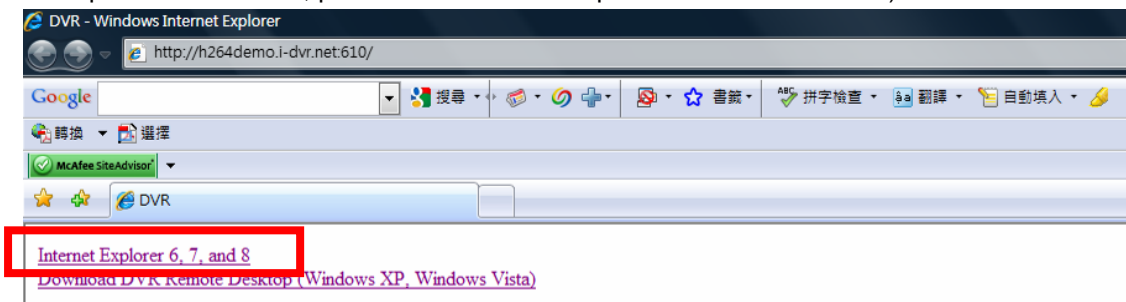 DVR - Windows Internet Explorer
http://h264demo.i-dvr.net:610/
Google 搜尋 書籤 ABC 拼字檢查 翻譯 自動填入
轉換 選擇
McAfee SiteAdvisor
DVR
Internet Explorer 6, 7, and 8
Download DVR Remote Desktop (Windows XP, Windows Vista)